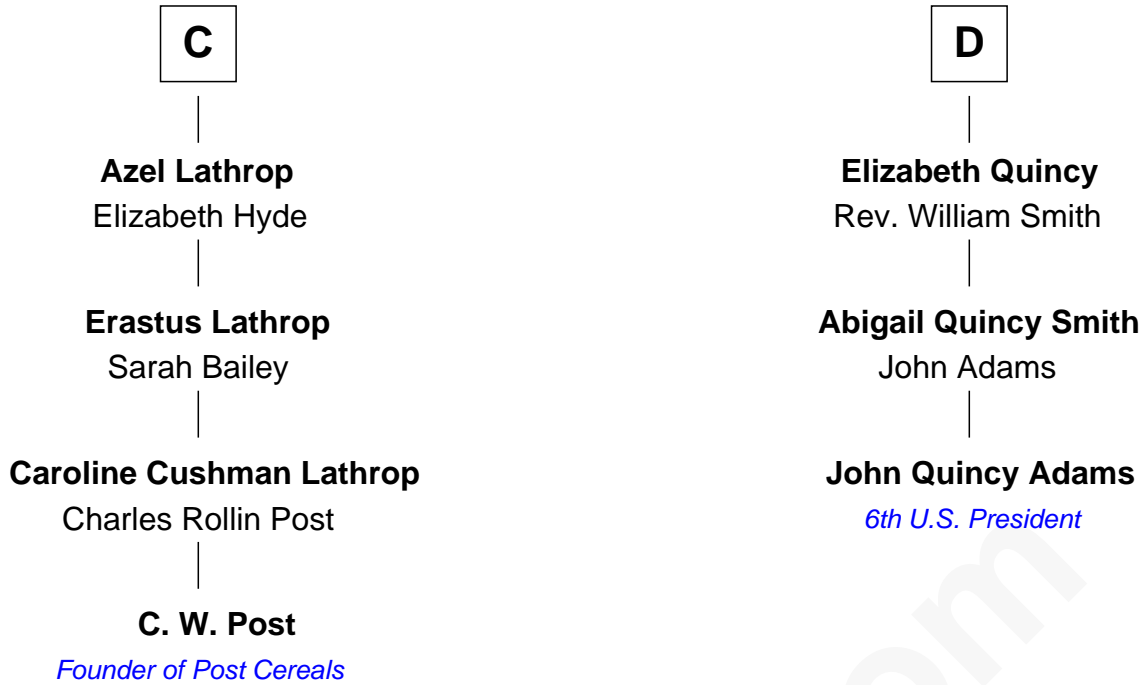 C
Azel Lathrop
Elizabeth Hyde
Erastus Lathrop
Sarah Bailey
Caroline Cushman Lathrop
Charles Rollin Post
C. W. Post
Founder of Post Cereals
D
Elizabeth Quincy
Rev. William Smith
Abigail Quincy Smith
John Adams
John Quincy Adams
6th U.S. President
om